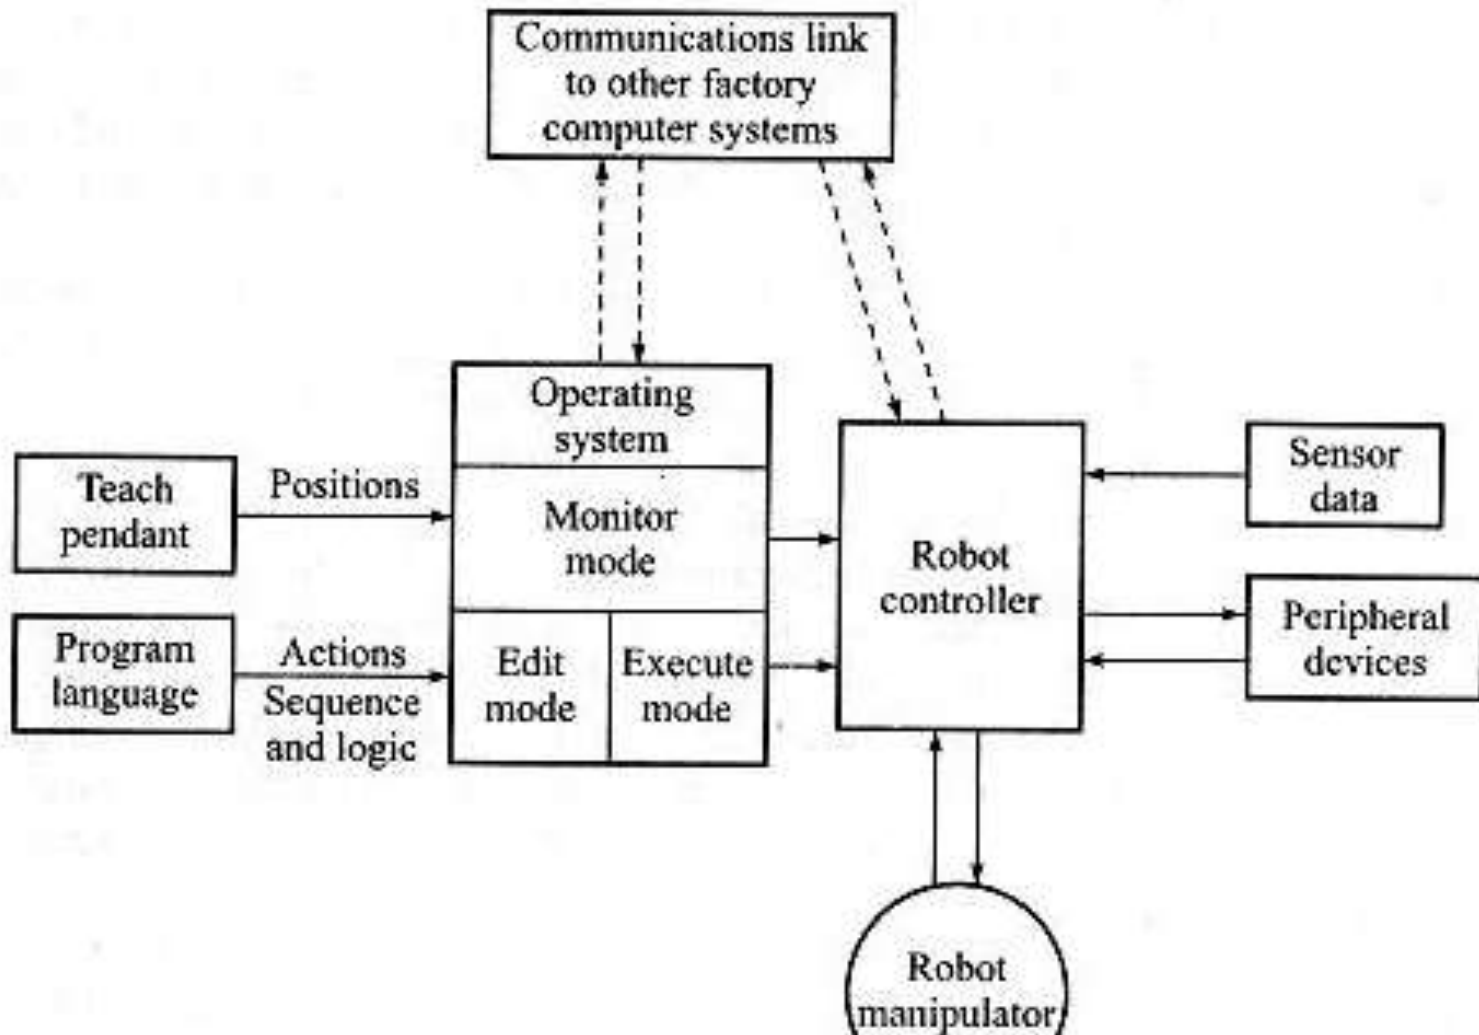 Communications link
to other factory
computer systems
Operating
system
Teach
pendant
Positions
Monitor
mode
Robot
controller
Sensor
data
Program
language
Actions
Sequence
and logic
Edit
mode
Execute
mode
Peripheral
devices
Robot
manipulator